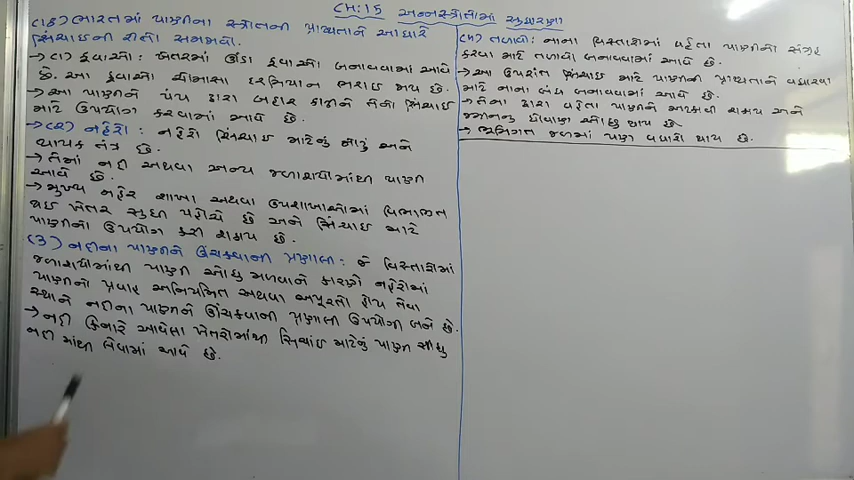 CH:15 અન્નસ્ત્રોતોમાં સુધારણા
(18) ભારતમાં પાણીના સ્ત્રોતની પ્રાપ્યતાને આધારે
સિંચાઈની રીતો સમજાવો.
→ (1) કૂવાઓ : ખેતરમાં ઊંડા કૂવાઓ બનાવવામાં આવે
છે. આ કૂવાઓ ચોમાસા દરમિયાન ભરાઈ જાય છે.
→ આ પાણીને પંપ દ્વારા બહાર કાઢીને તેની સિંચાઈ
માટે ઉપયોગ કરવામાં આવે છે.
→ (2) નહેરો : નહેરો સિંચાઈ માટેનું મોટું અને
વ્યાપક તંત્ર છે.
→ તેમાં નદી અથવા અન્ય જળાશયોમાંથી પાણી
આવે છે.
→ મુખ્ય નહેર શાખા અથવા ઉપશાખાઓમાં વિભાજીત
થઈ ખેતર સુધી પહોંચે છે અને સિંચાઈ માટે
પાણીનો ઉપયોગ કરી શકાય છે.
(3) નદીના પાણીને ઊંચકવાની પ્રણાલી : જે વિસ્તારોમાં
જળાશયોમાંથી પાણી ઓછુ મળવાને કારણે નહેરોમાં
પાણીનો પ્રવાહ અનિયમિત અથવા અપૂરતો હોય તેવા
સ્થાને નદીના પાણીને ઊંચકવાની પ્રણાલી ઉપયોગી બને છે.
→ નદી કિનારે આવેલા ખેતરોમાંથી સિંચાઈ માટેનું પાણી સીધુ
નદી માંથી લેવામાં આવે છે.
(4) તળાવો : નાના વિસ્તારોમાં વહેતા પાણીનો સંગ્રહ
કરવા માટે તળાવો બનાવવામાં આવે છે.
→ આ ઉપરાંત સિંચાઈ માટે પાણીની પ્રાપ્યતાને વધારવા
માટે નાના બંધ બનાવવામાં આવે છે.
→ તેના દ્વારા વહેતા પાણીને અટકાવી શકાય અને
જમીનનું ધોવાણ ઓછુ થાય છે
→ ભૂમિગત જળમાં પણ વધારો થાય છે.